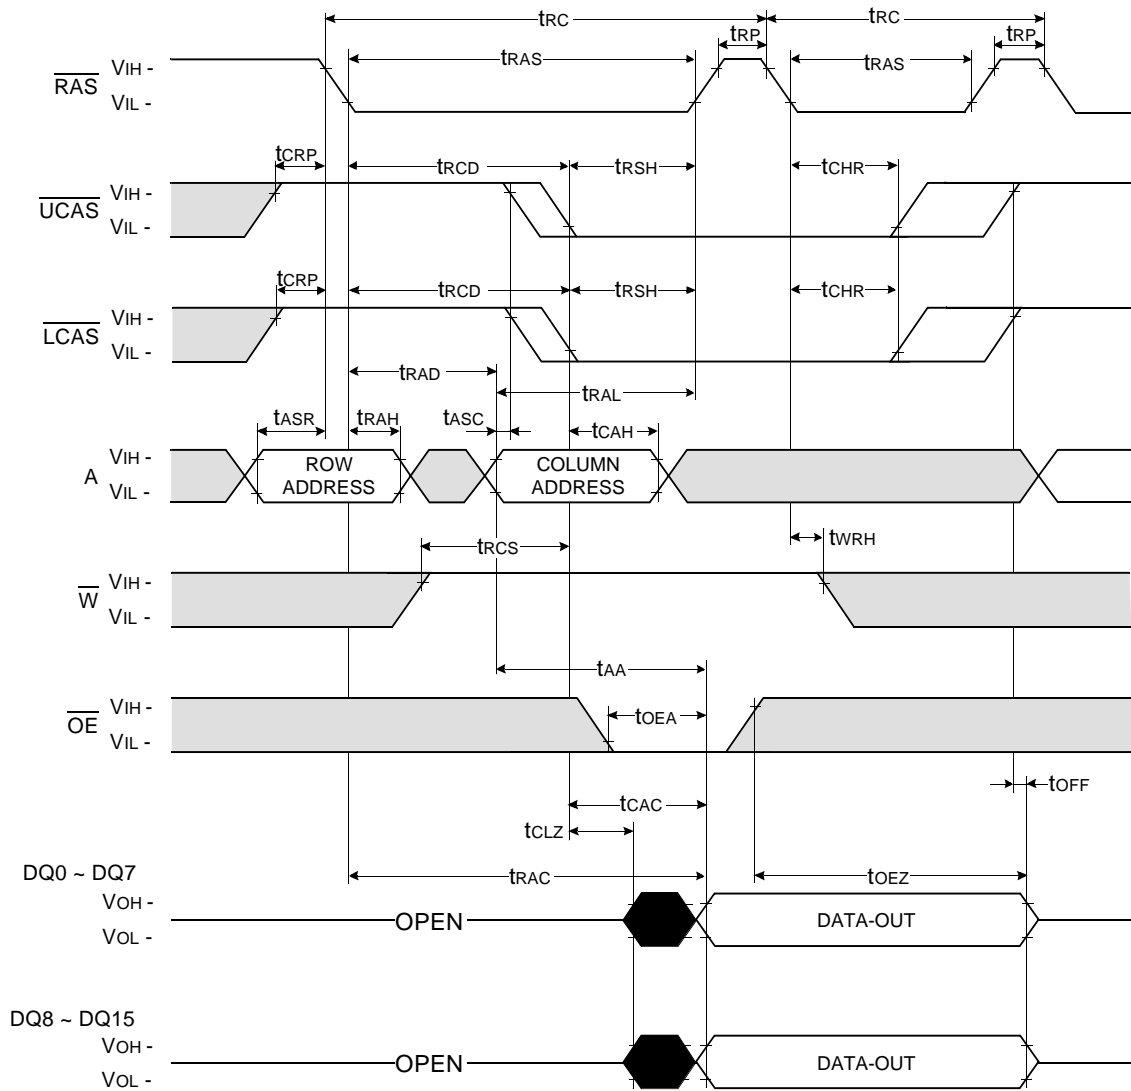 tRC tRC
tRP tRP
tRAS tRAS
RAS VIH -
VIL -
tCRP tRCD tRSH tCHR
UCAS VIH -
VIL -
tCRP tRCD tRSH tCHR
LCAS VIH -
VIL -
tRAD tRAL
tASR tRAH tASC tCAH
A VIH -
VIL -
ROW
ADDRESS
COLUMN
ADDRESS
tWRH
tRCS
W VIH -
VIL -
tAA
OE VIH -
VIL -
tOEA
tOFF
tCAC
tCLZ
DQ0 ~ DQ7
tRAC tOEZ
VOH -
VOL -
OPEN DATA-OUT
DQ8 ~ DQ15
VOH -
VOL -
OPEN DATA-OUT